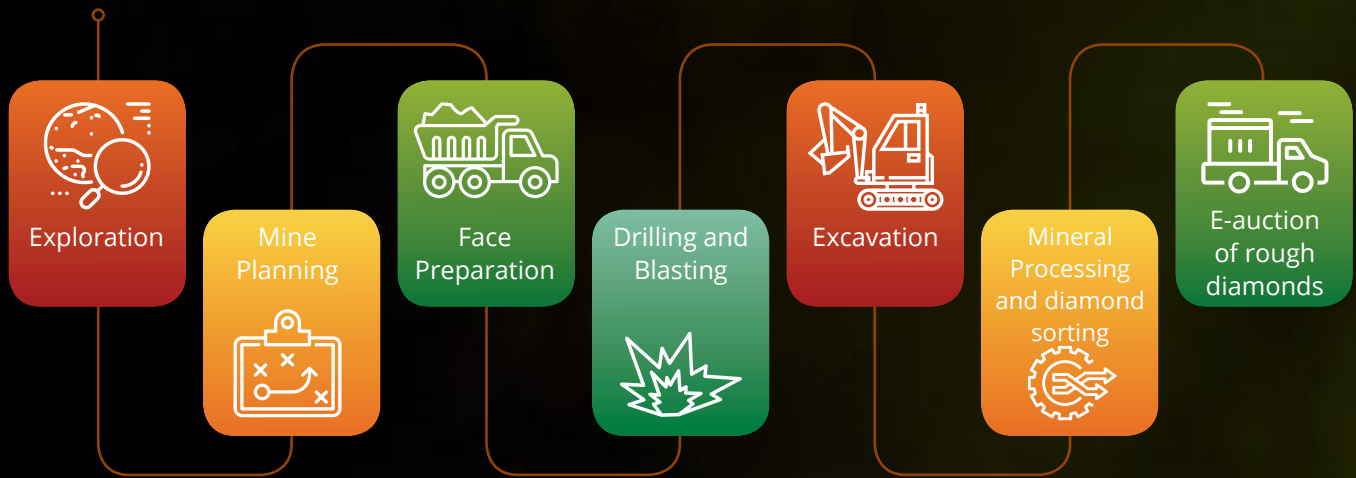 Exploration
Mine
Planning
Face
Preparation
Drilling and
Blasting
Excavation
Mineral
Processing
and diamond
sorting
E-auction
of rough
diamonds